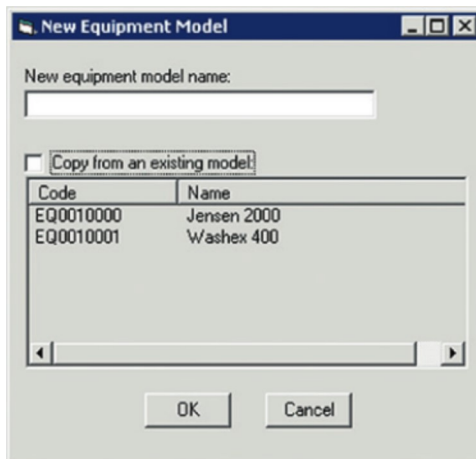 New Equipment Model
New equipment model name:
Copy from an existing model:
Code Name
EQ0010000 Jensen 2000
EQ0010001 Washex 400
OK Cancel